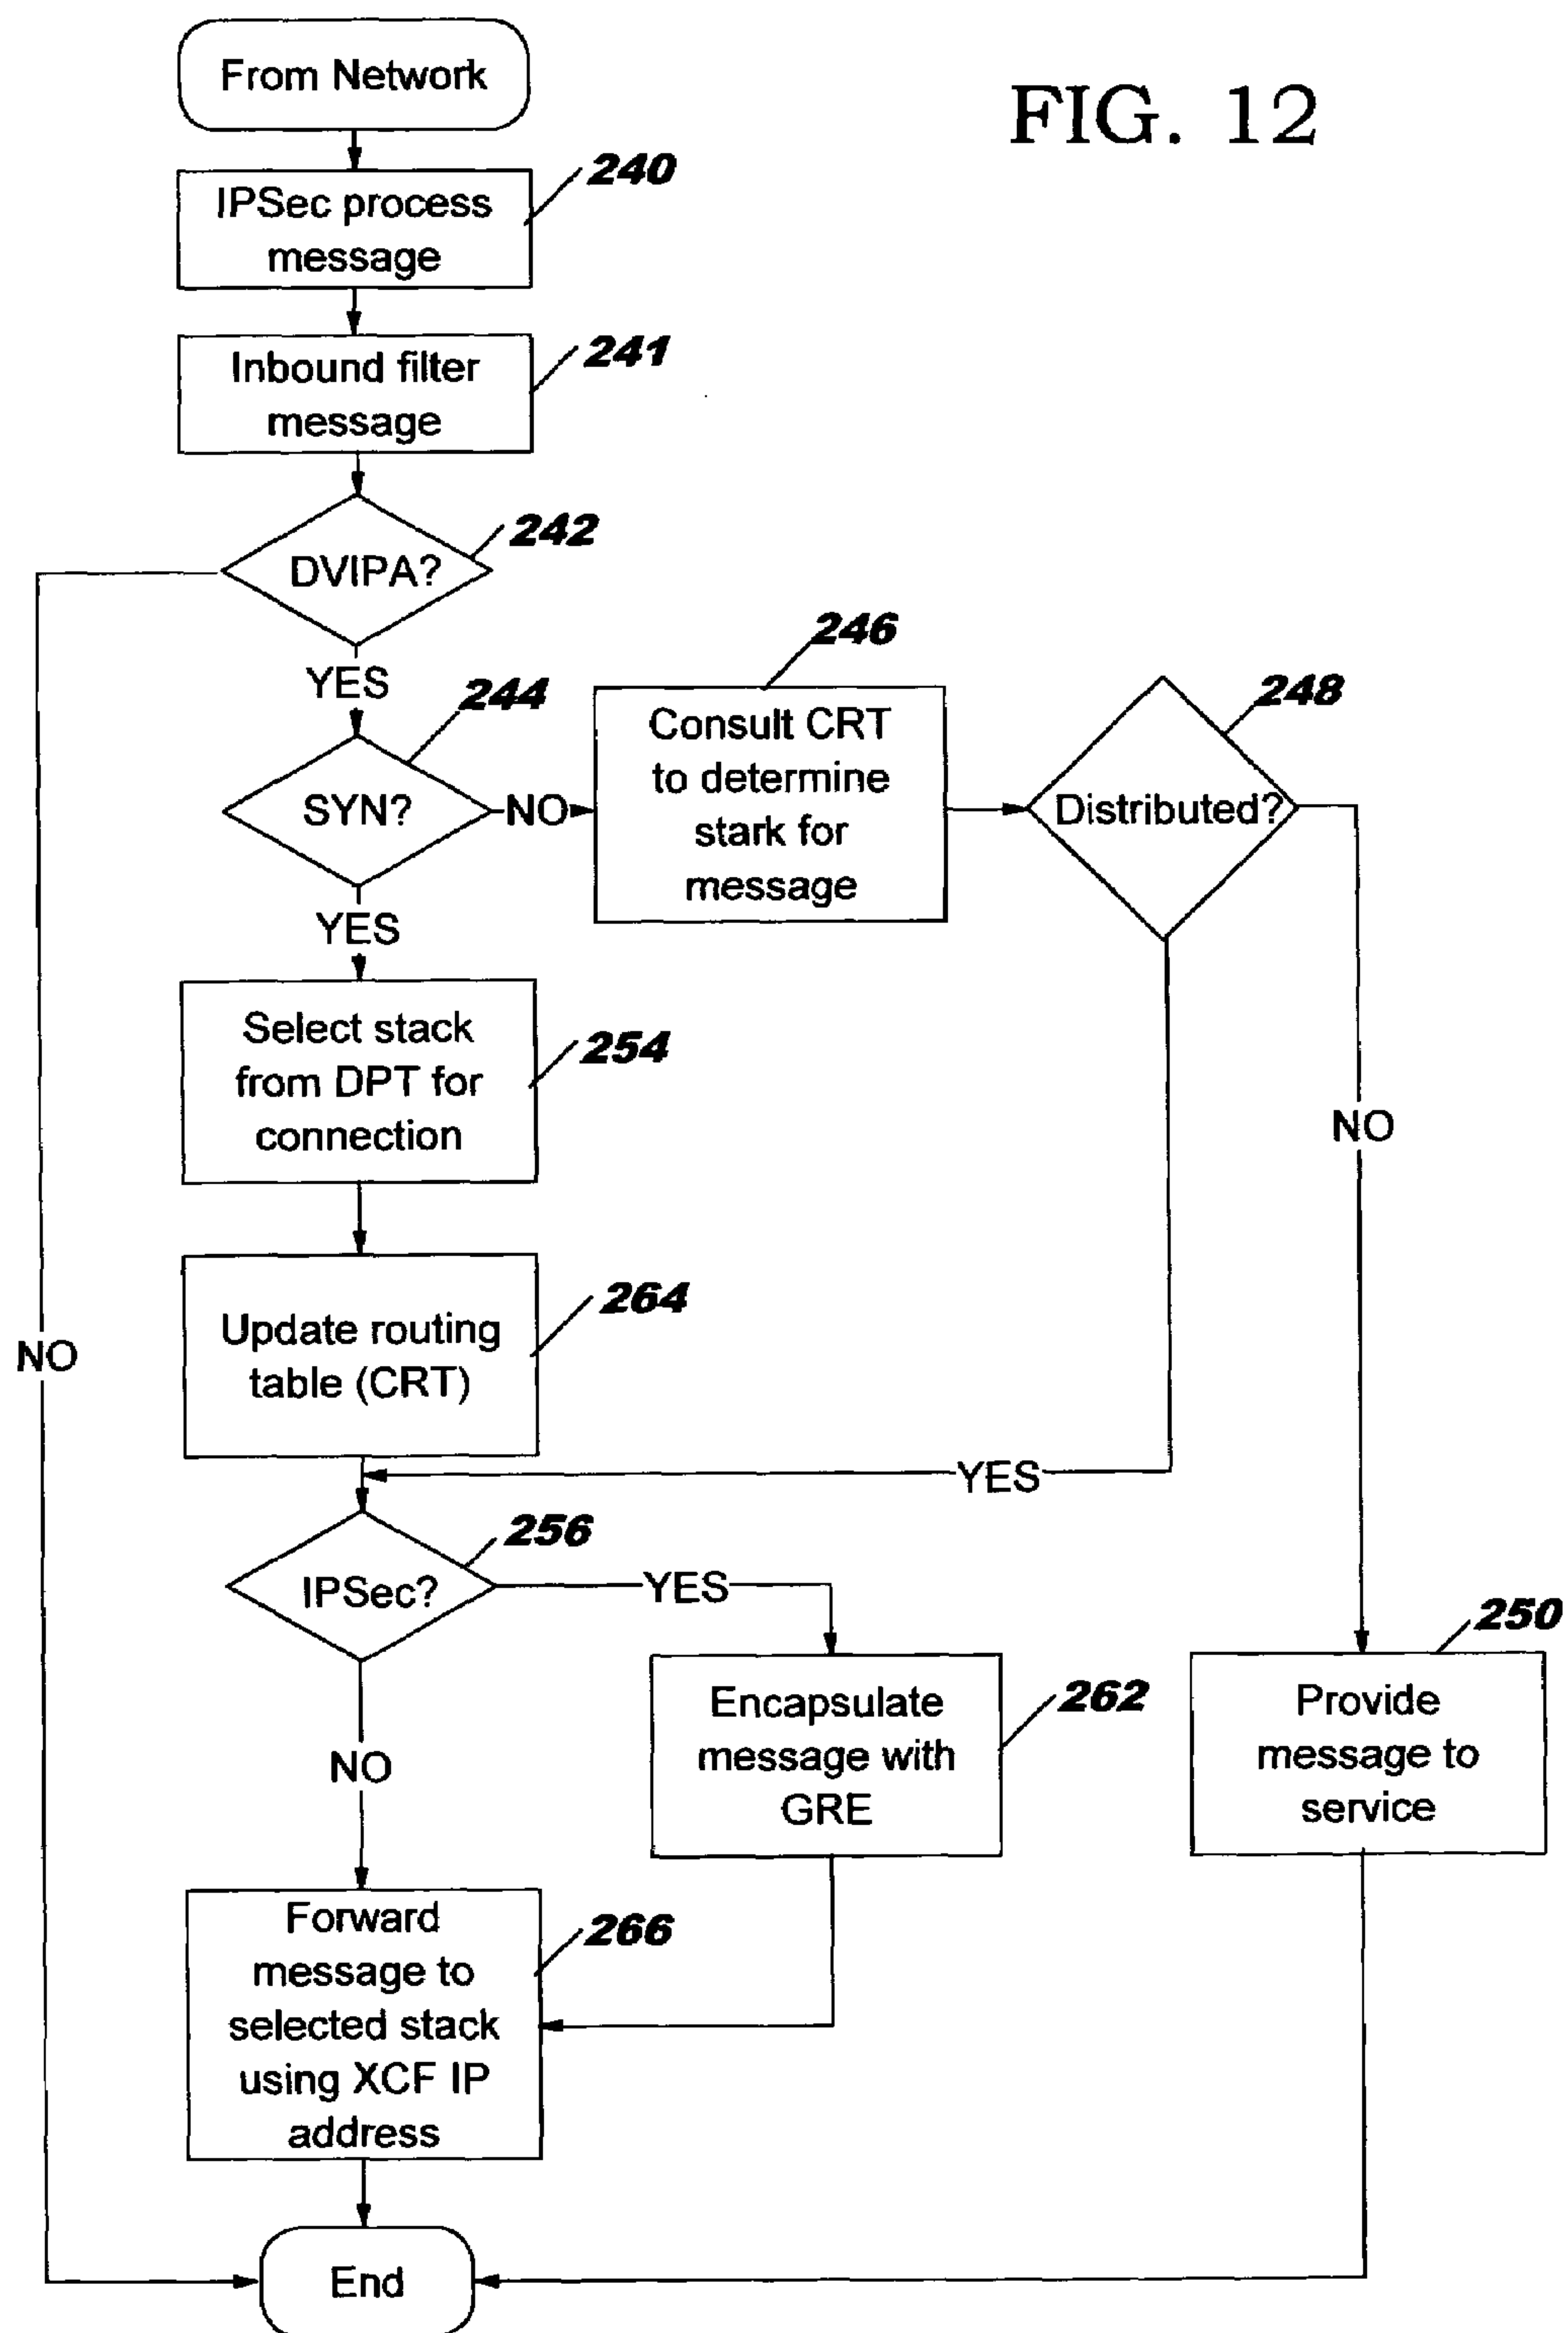 FIG. 12
From Network
240
IPSec process
message
241
Inbound filter
message
242
DVIPA?
YES
244
SYN?
NO
246
Consult CRT
to determine
stark for
message
248
Distributed?
YES
254
Select stack
from DPT for
connection
NO
264
Update routing
table (CRT)
NO
YES
256
IPSec?
YES
250
Provide
message to
service
262
Encapsulate
message with
GRE
NO
266
Forward
message to
selected stack
using XCF IP
address
End